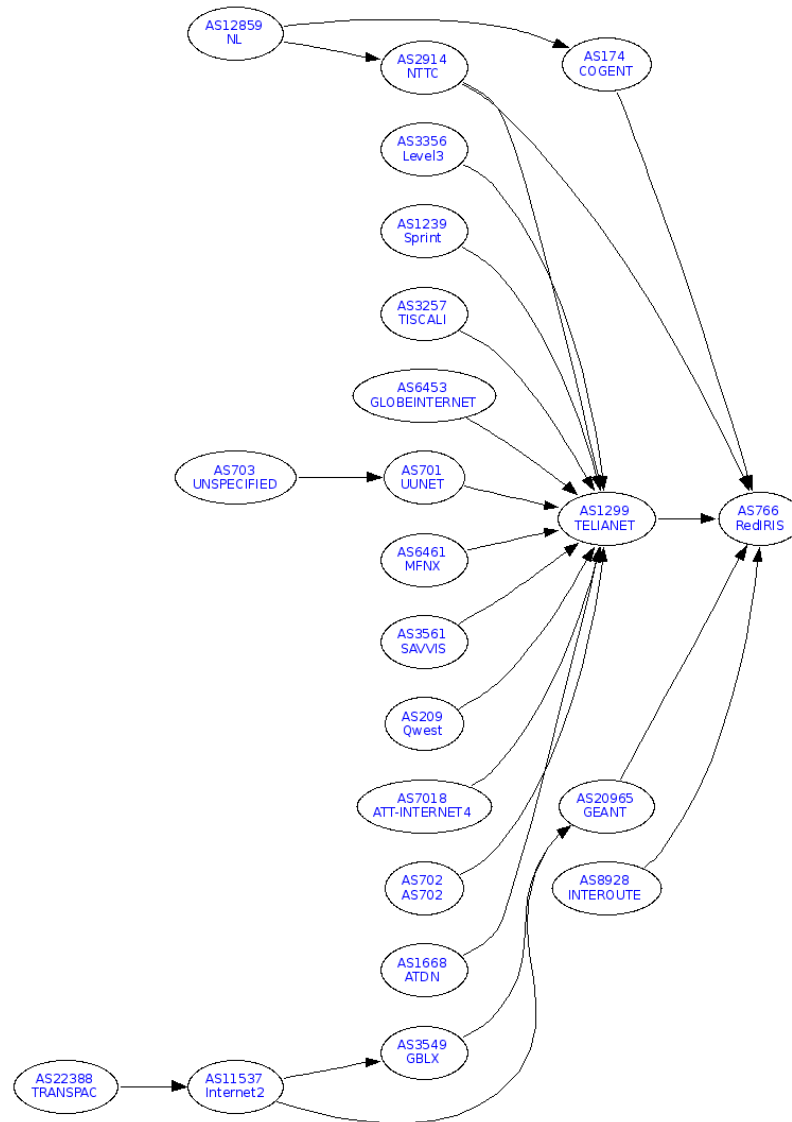 AS12859
NL
AS2914
NTTC
AS174
COGENT
AS3356
Level3
AS1239
Sprint
AS3257
TISCALI
AS6453
GLOBEINTERNET
AS703
UNSPECIFIED
AS701
UUNET
AS1299
TELIANET
AS766
RedIRIS
AS6461
MFNX
AS3561
SAVVIS
AS209
Qwest
AS7018
ATT-INTERNET4
AS20965
GEANT
AS702
AS702
AS8928
INTEROUTE
AS1668
ATDN
AS3549
GBLX
AS22388
TRANSPAC
AS11537
Internet2